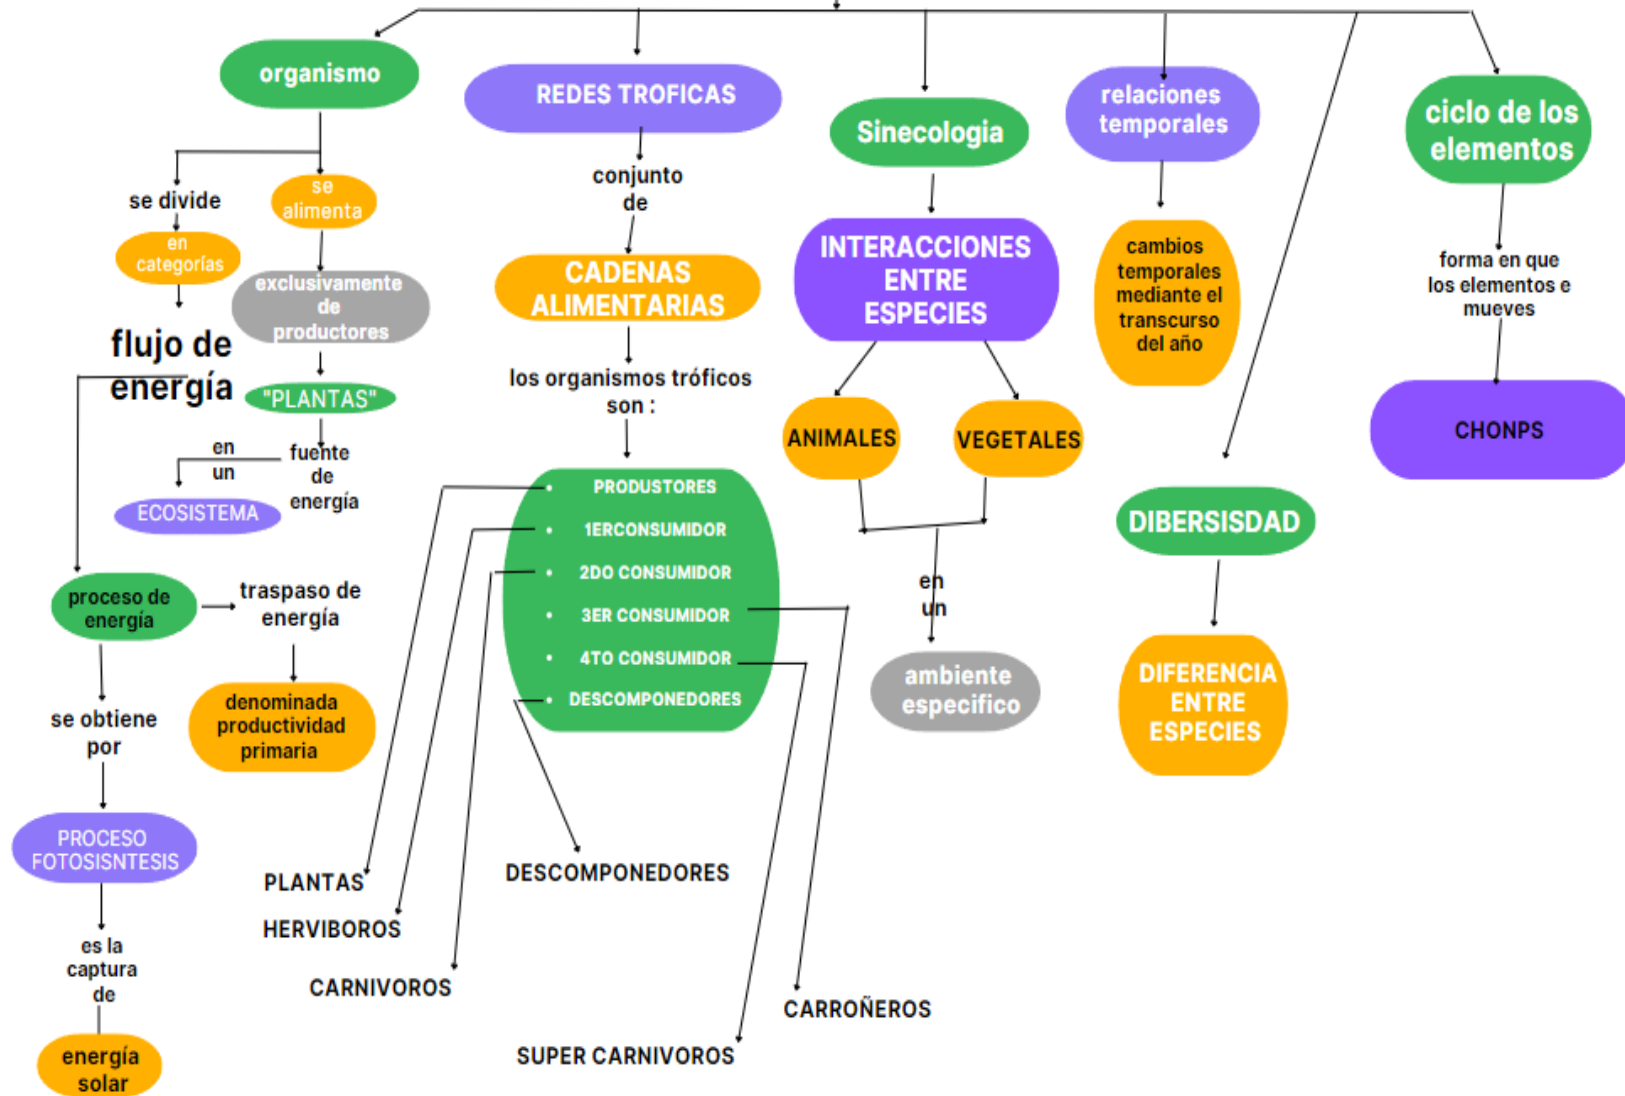 organismo
se divide
en
categorías
flujo de
energía
se
alimenta
exclusivamente
de
productores
"PLANTAS"
fuente
de
energía
en
un
ECOSISTEMA
proceso de
energía
traspaso de
energía
denominada
productividad
primaria
se obtiene
por
PROCESO
FOTOSISNTESIS
es la
captura
de
energía
solar
REDES TROFICAS
conjunto
de
CADENAS
ALIMENTARIAS
los organismos tróficos
son :
• PRODUSTORES
• 1ERCONSUMIDOR
• 2DO CONSUMIDOR
• 3ER CONSUMIDOR
• 4TO CONSUMIDOR
• DESCOMPONEDORES
PLANTAS
HERVIBOROS
CARNIVOROS
DESCOMPONEDORES
SUPER CARNIVOROS
CARROÑEROS
Sinecologia
INTERACCIONES
ENTRE
ESPECIES
ANIMALES
VEGETALES
en
un
ambiente
especifico
relaciones
temporales
cambios
temporales
mediante el
transcurso
del año
DIBERSISDAD
DIFERENCIA
ENTRE
ESPECIES
ciclo de los
elementos
forma en que
los elementos e
mueves
CHONPS